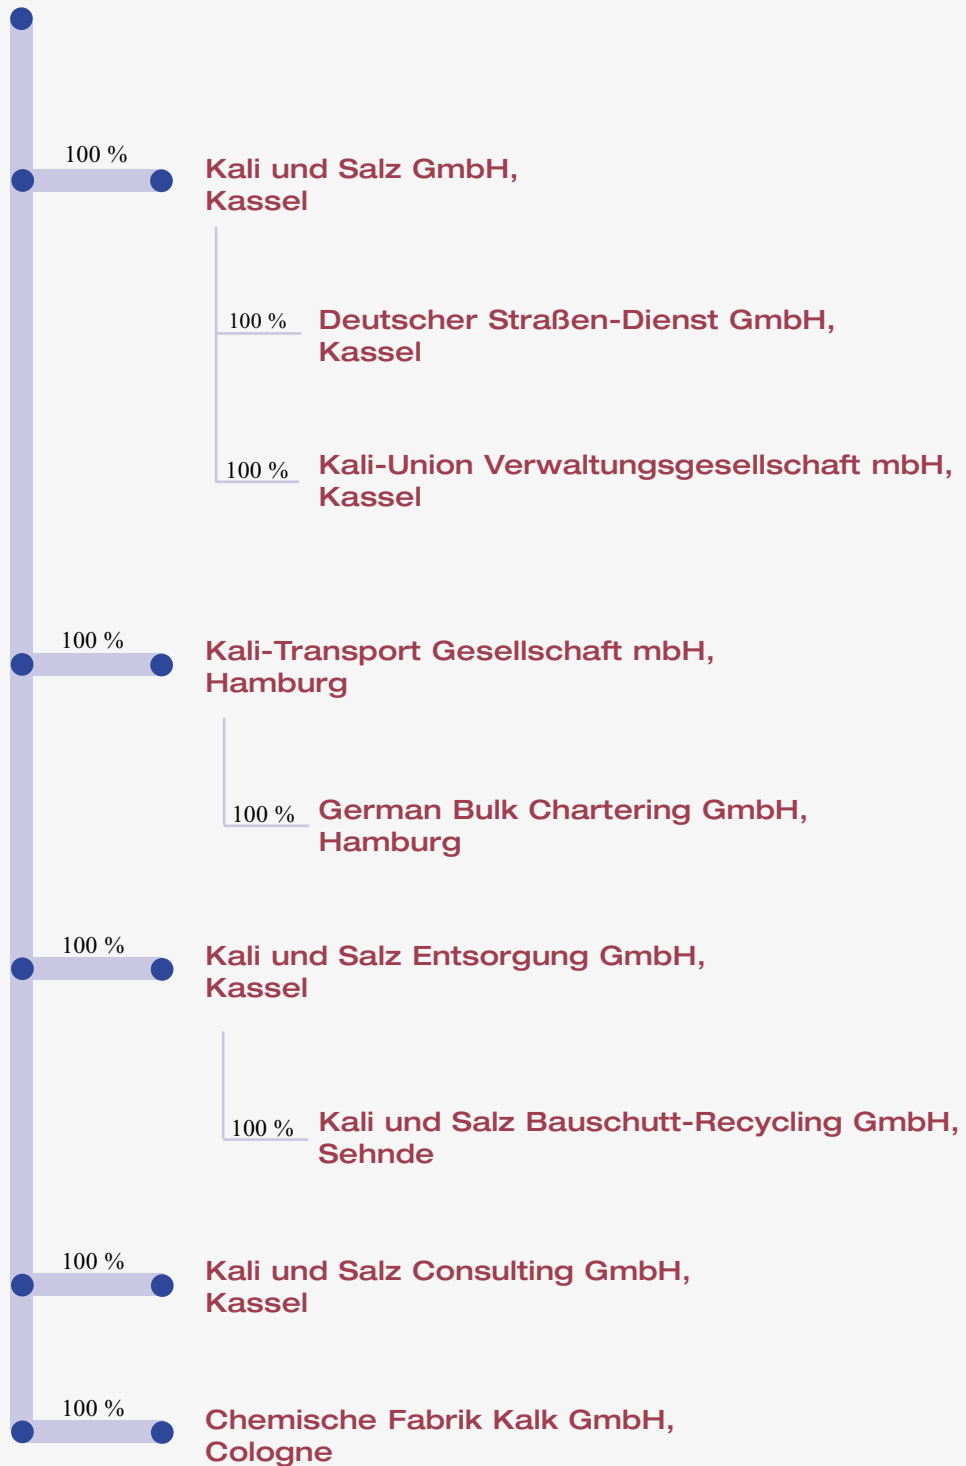 100 %
Kali und Salz GmbH,
Kassel
100 %
Deutscher Straßen-Dienst GmbH,
Kassel
100 %
Kali-Union Verwaltungsgesellschaft mbH,
Kassel
100 %
Kali-Transport Gesellschaft mbH,
Hamburg
100 %
German Bulk Chartering GmbH,
Hamburg
100 %
Kali und Salz Entsorgung GmbH,
Kassel
100 %
Kali und Salz Bauschutt-Recycling GmbH,
Sehnde
100 %
Kali und Salz Consulting GmbH,
Kassel
100 %
Chemische Fabrik Kalk GmbH,
Cologne